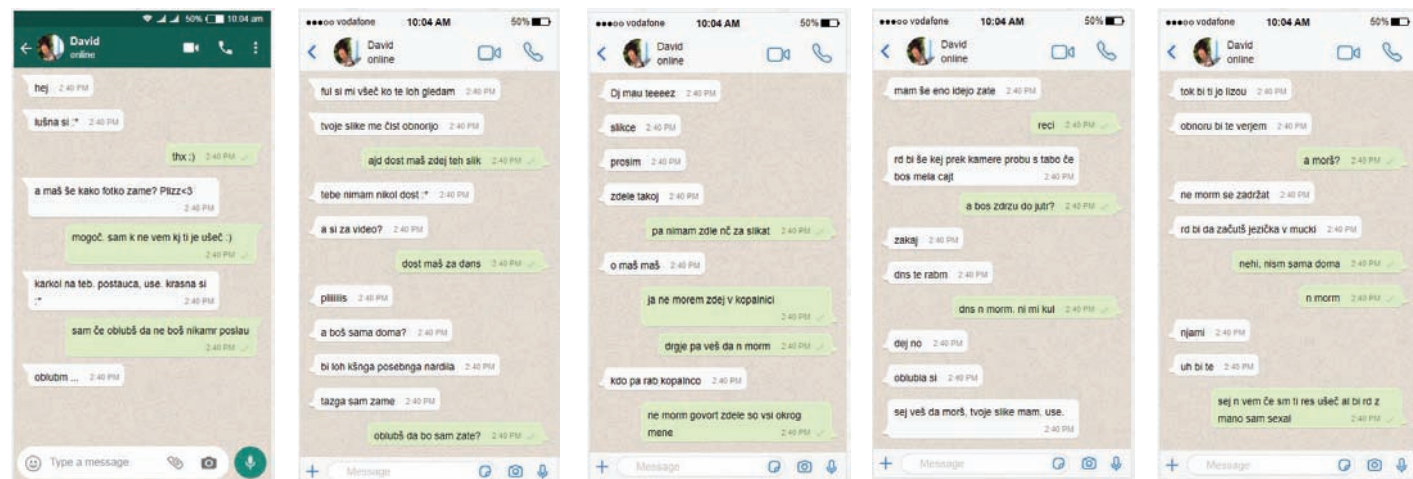 50% 10:04 am
David
online
hej 2:40 PM
lušna si :* 2:40 PM
thx ;) 2:40 PM
a maš še kako fotko zame? Plizz<3
2:40 PM
mogoč. sam k ne vem kj ti je ušeč :)
2:40 PM
karkol na teb. postauca, use. krasna si
:* 2:40 PM
sam če oblubš da ne boš nikamr poslau
2:40 PM
oblubm ... 2:40 PM
Type a message
vodafone 10:04 AM 50%
David
online
ful si mi všeč ko te loh gledam 2:40 PM
tvoje slike me čist obnorijo 2:40 PM
ajd dost maš zdej teh slik 2:40 PM
tebe nimam nikol dost :* 2:40 PM
a si za video? 2:40 PM
dost maš za dans 2:40 PM
pliiiiis 2:40 PM
a boš sama doma? 2:40 PM
bi loh kšnga posebnga nardila 2:40 PM
tazga sam zame 2:40 PM
oblubš da bo sam zate? 2:40 PM
Message
vodafone 10:04 AM 50%
David
online
Dj mau teeeez 2:40 PM
slikce 2:40 PM
prosim 2:40 PM
zdele takoj 2:40 PM
pa nimam zdle nč za slikat 2:40 PM
o maš maš 2:40 PM
ja ne morem zdej v kopalnici
2:40 PM
drgje pa veš da n morm 2:40 PM
kdo pa rab kopalnco 2:40 PM
ne morm govort zdele so vsi okrog
mene 2:40 PM
Message
vodafone 10:04 AM 50%
David
online
mam še eno idejo zate 2:40 PM
reci 2:40 PM
rd bi še kej prek kamere probu s tabo če
bos mela cajt 2:40 PM
a bos zdrzu do jutr? 2:40 PM
zakaj 2:40 PM
dns te rabm 2:40 PM
dns n morm. ni mi kul 2:40 PM
dej no 2:40 PM
oblubla si 2:40 PM
sej veš da morš, tvoje slike mam, use.
2:40 PM
Message
vodafone 10:04 AM 50%
David
online
tok bi ti jo lizou 2:40 PM
obnoru bi te verjem 2:40 PM
a morš? 2:40 PM
ne morm se zadržat 2:40 PM
rd bi da začutš jezička v mucki 2:40 PM
nehi, nism sama doma 2:40 PM
n morm 2:40 PM
njami 2:40 PM
uh bi te 2:40 PM
sej n vem če sm ti res ušeč al bi rd z
mano sam sexal 2:40 PM
Message